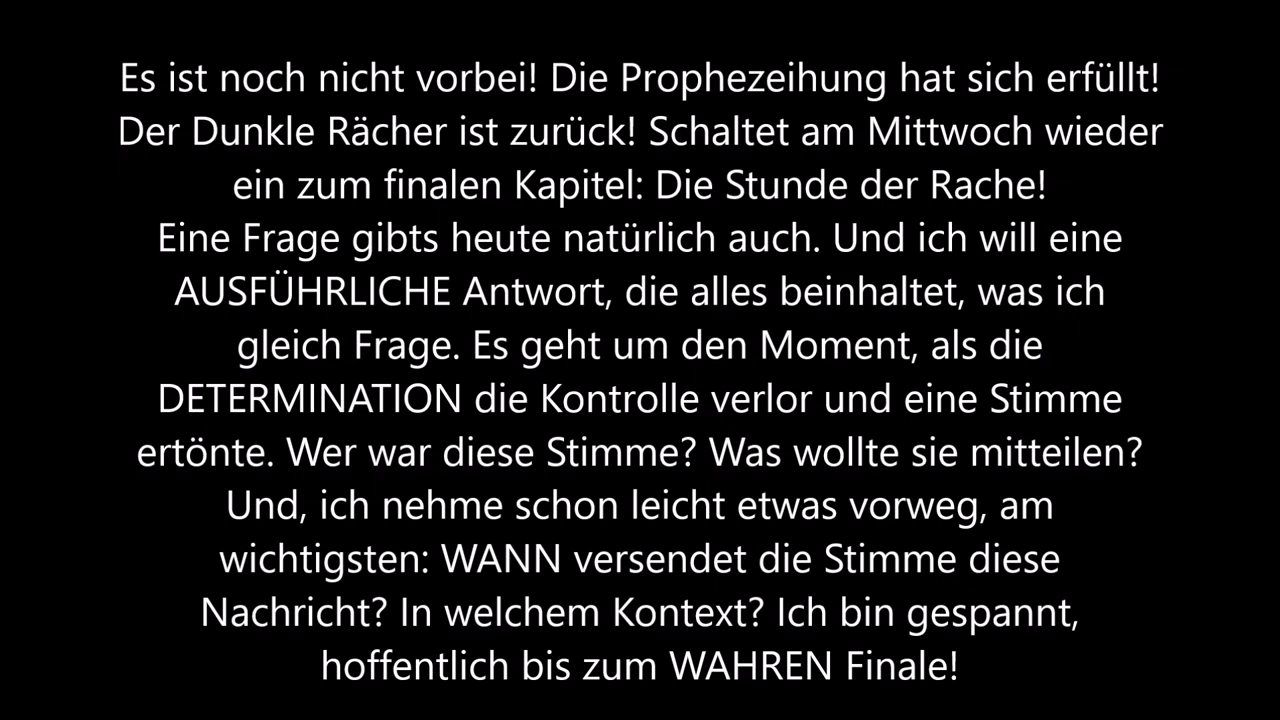 Es ist noch nicht vorbei! Die Prophezeihung hat sich erfüllt!
Der Dunkle Rächer ist zurück! Schaltet am Mittwoch wieder
ein zum finalen Kapitel: Die Stunde der Rache!
Eine Frage gibts heute natürlich auch. Und ich will eine
AUSFÜHRLICHE Antwort, die alles beinhaltet, was ich
gleich Frage. Es geht um den Moment, als die
DETERMINATION die Kontrolle verlor und eine Stimme
ertönte. Wer war diese Stimme? Was wollte sie mitteilen?
Und, ich nehme schon leicht etwas vorweg, am
wichtigsten: WANN versendet die Stimme diese
Nachricht? In welchem Kontext? Ich bin gespannt,
hoffentlich bis zum WAHREN Finale!